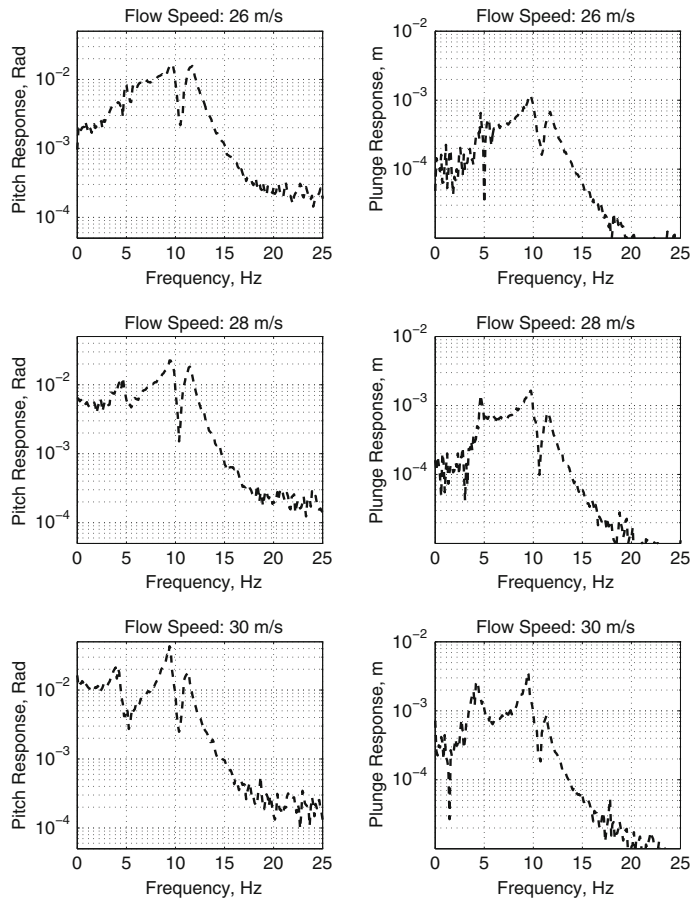 Flow Speed: 26 m/s
Pitch Response, Rad
10⁻²
10⁻³
10⁻⁴
0 5 10 15 20 25
Frequency, Hz
Flow Speed: 26 m/s
Plunge Response, m
10⁻²
10⁻³
10⁻⁴
0 5 10 15 20 25
Frequency, Hz
Flow Speed: 28 m/s
Pitch Response, Rad
10⁻²
10⁻³
10⁻⁴
0 5 10 15 20 25
Frequency, Hz
Flow Speed: 28 m/s
Plunge Response, m
10⁻²
10⁻³
10⁻⁴
0 5 10 15 20 25
Frequency, Hz
Flow Speed: 30 m/s
Pitch Response, Rad
10⁻²
10⁻³
10⁻⁴
0 5 10 15 20 25
Frequency, Hz
Flow Speed: 30 m/s
Plunge Response, m
10⁻²
10⁻³
10⁻⁴
0 5 10 15 20 25
Frequency, Hz